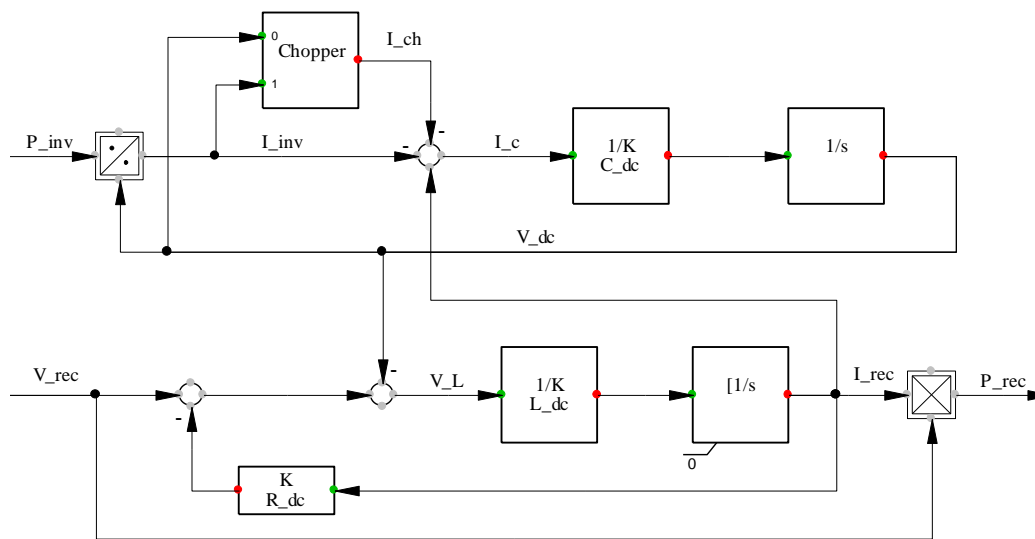 I_ch
0
Chopper
1
-
P_inv
I_inv
-
I_c
1/K
C_dc
1/s
V_dc
-
V_rec
V_L
1/K
L_dc
[1/s
I_rec
P_rec
-
0
K
R_dc